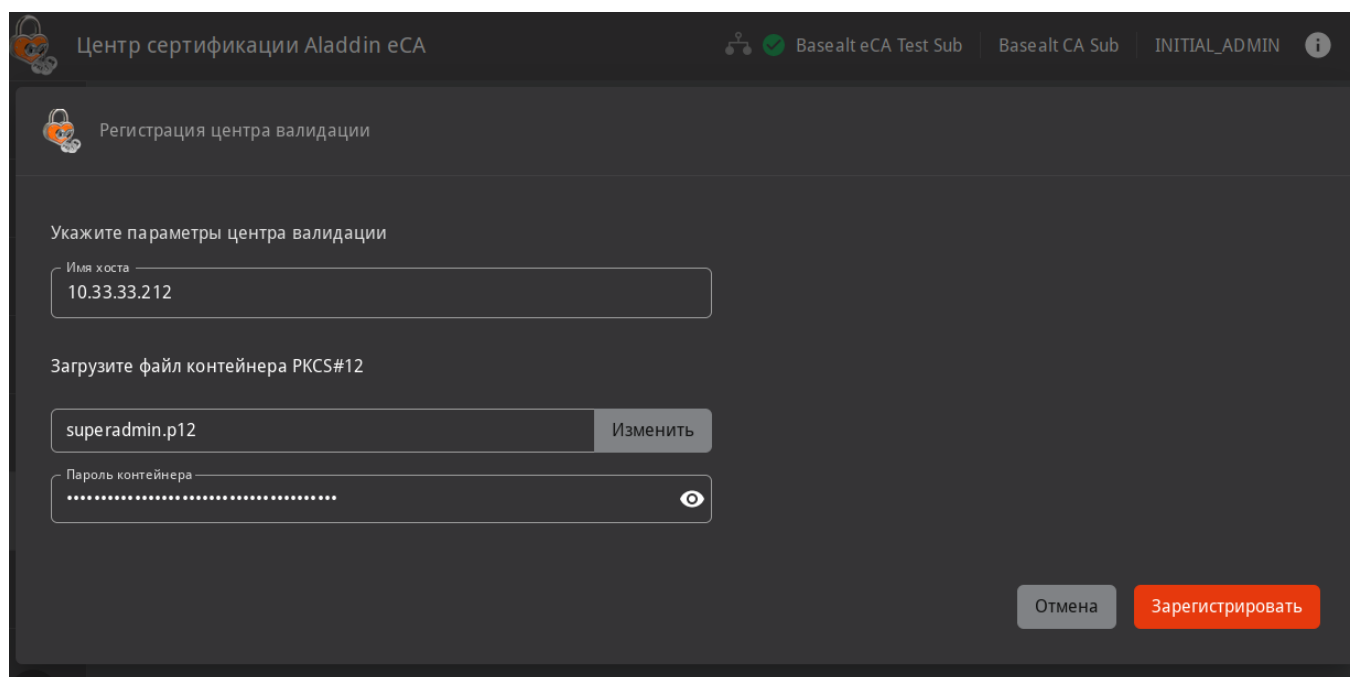 Центр сертификации Aladdin eCA
Basealt eCA Test Sub
Basealt CA Sub
INITIAL_ADMIN
Регистрация центра валидации
Укажите параметры центра валидации
Имя хоста
10.33.33.212
Загрузите файл контейнера PKCS#12
superadmin.p12
Изменить
Пароль контейнера
Отмена
Зарегистрировать